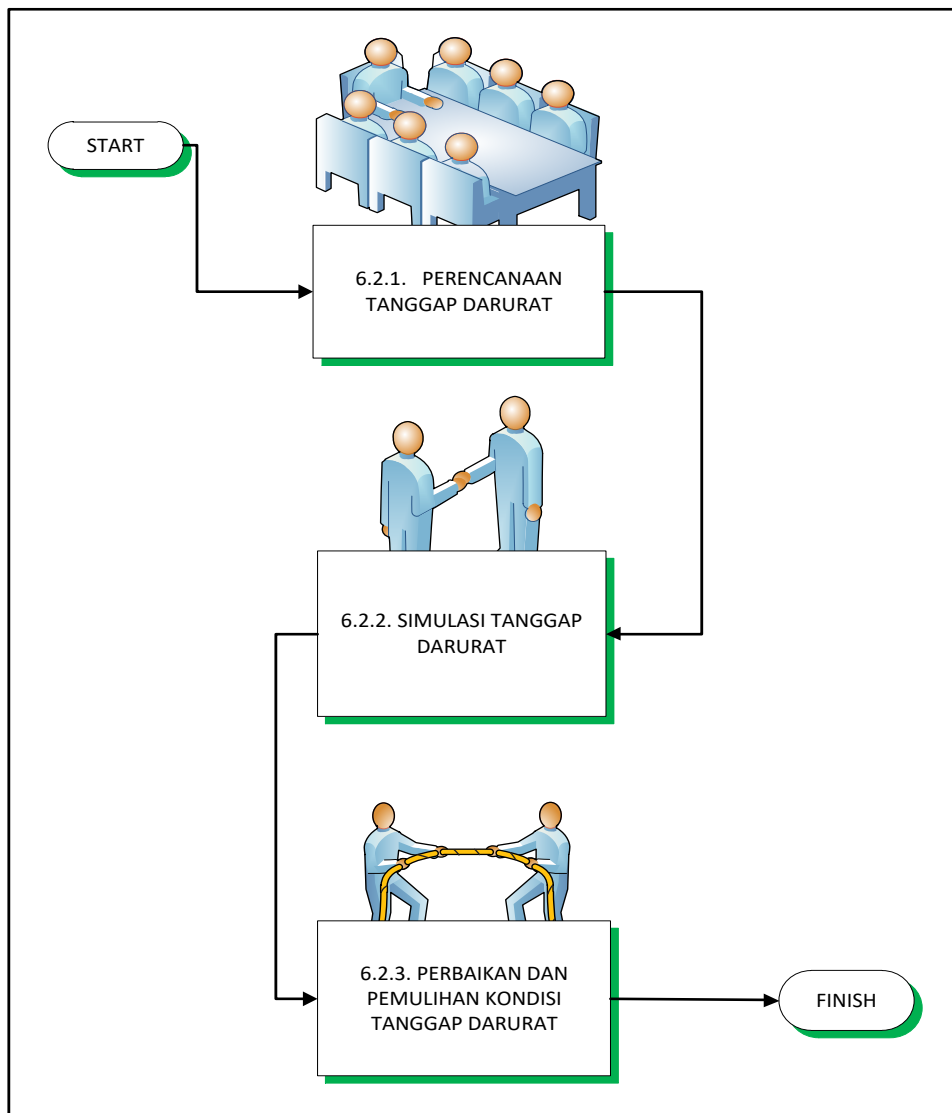 START
6.2.1. PERENCANAAN
TANGGAP DARURAT
6.2.2. SIMULASI TANGGAP
DARURAT
6.2.3. PERBAIKAN DAN
PEMULIHAN KONDISI
TANGGAP DARURAT
FINISH